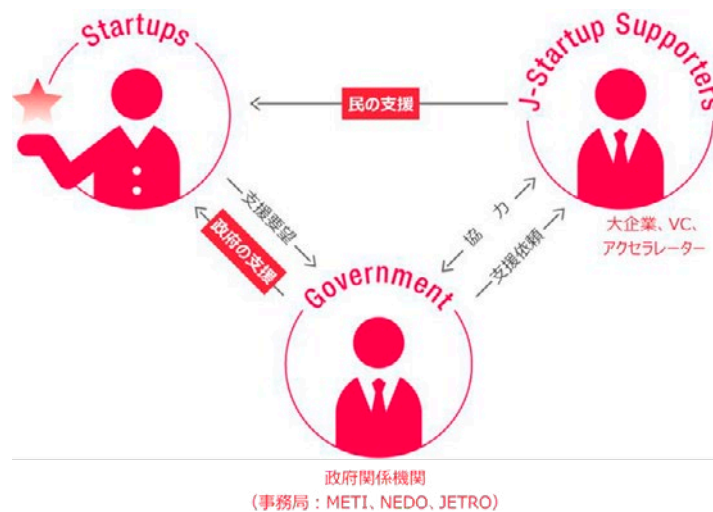 Startups
J-Startup Supporters
民の支援
大企業、VC、
アクセラレーター
支援要望
政府の支援
協 力
支援依頼
Government
政府関係機関
(事務局:METI、NEDO、JETRO)